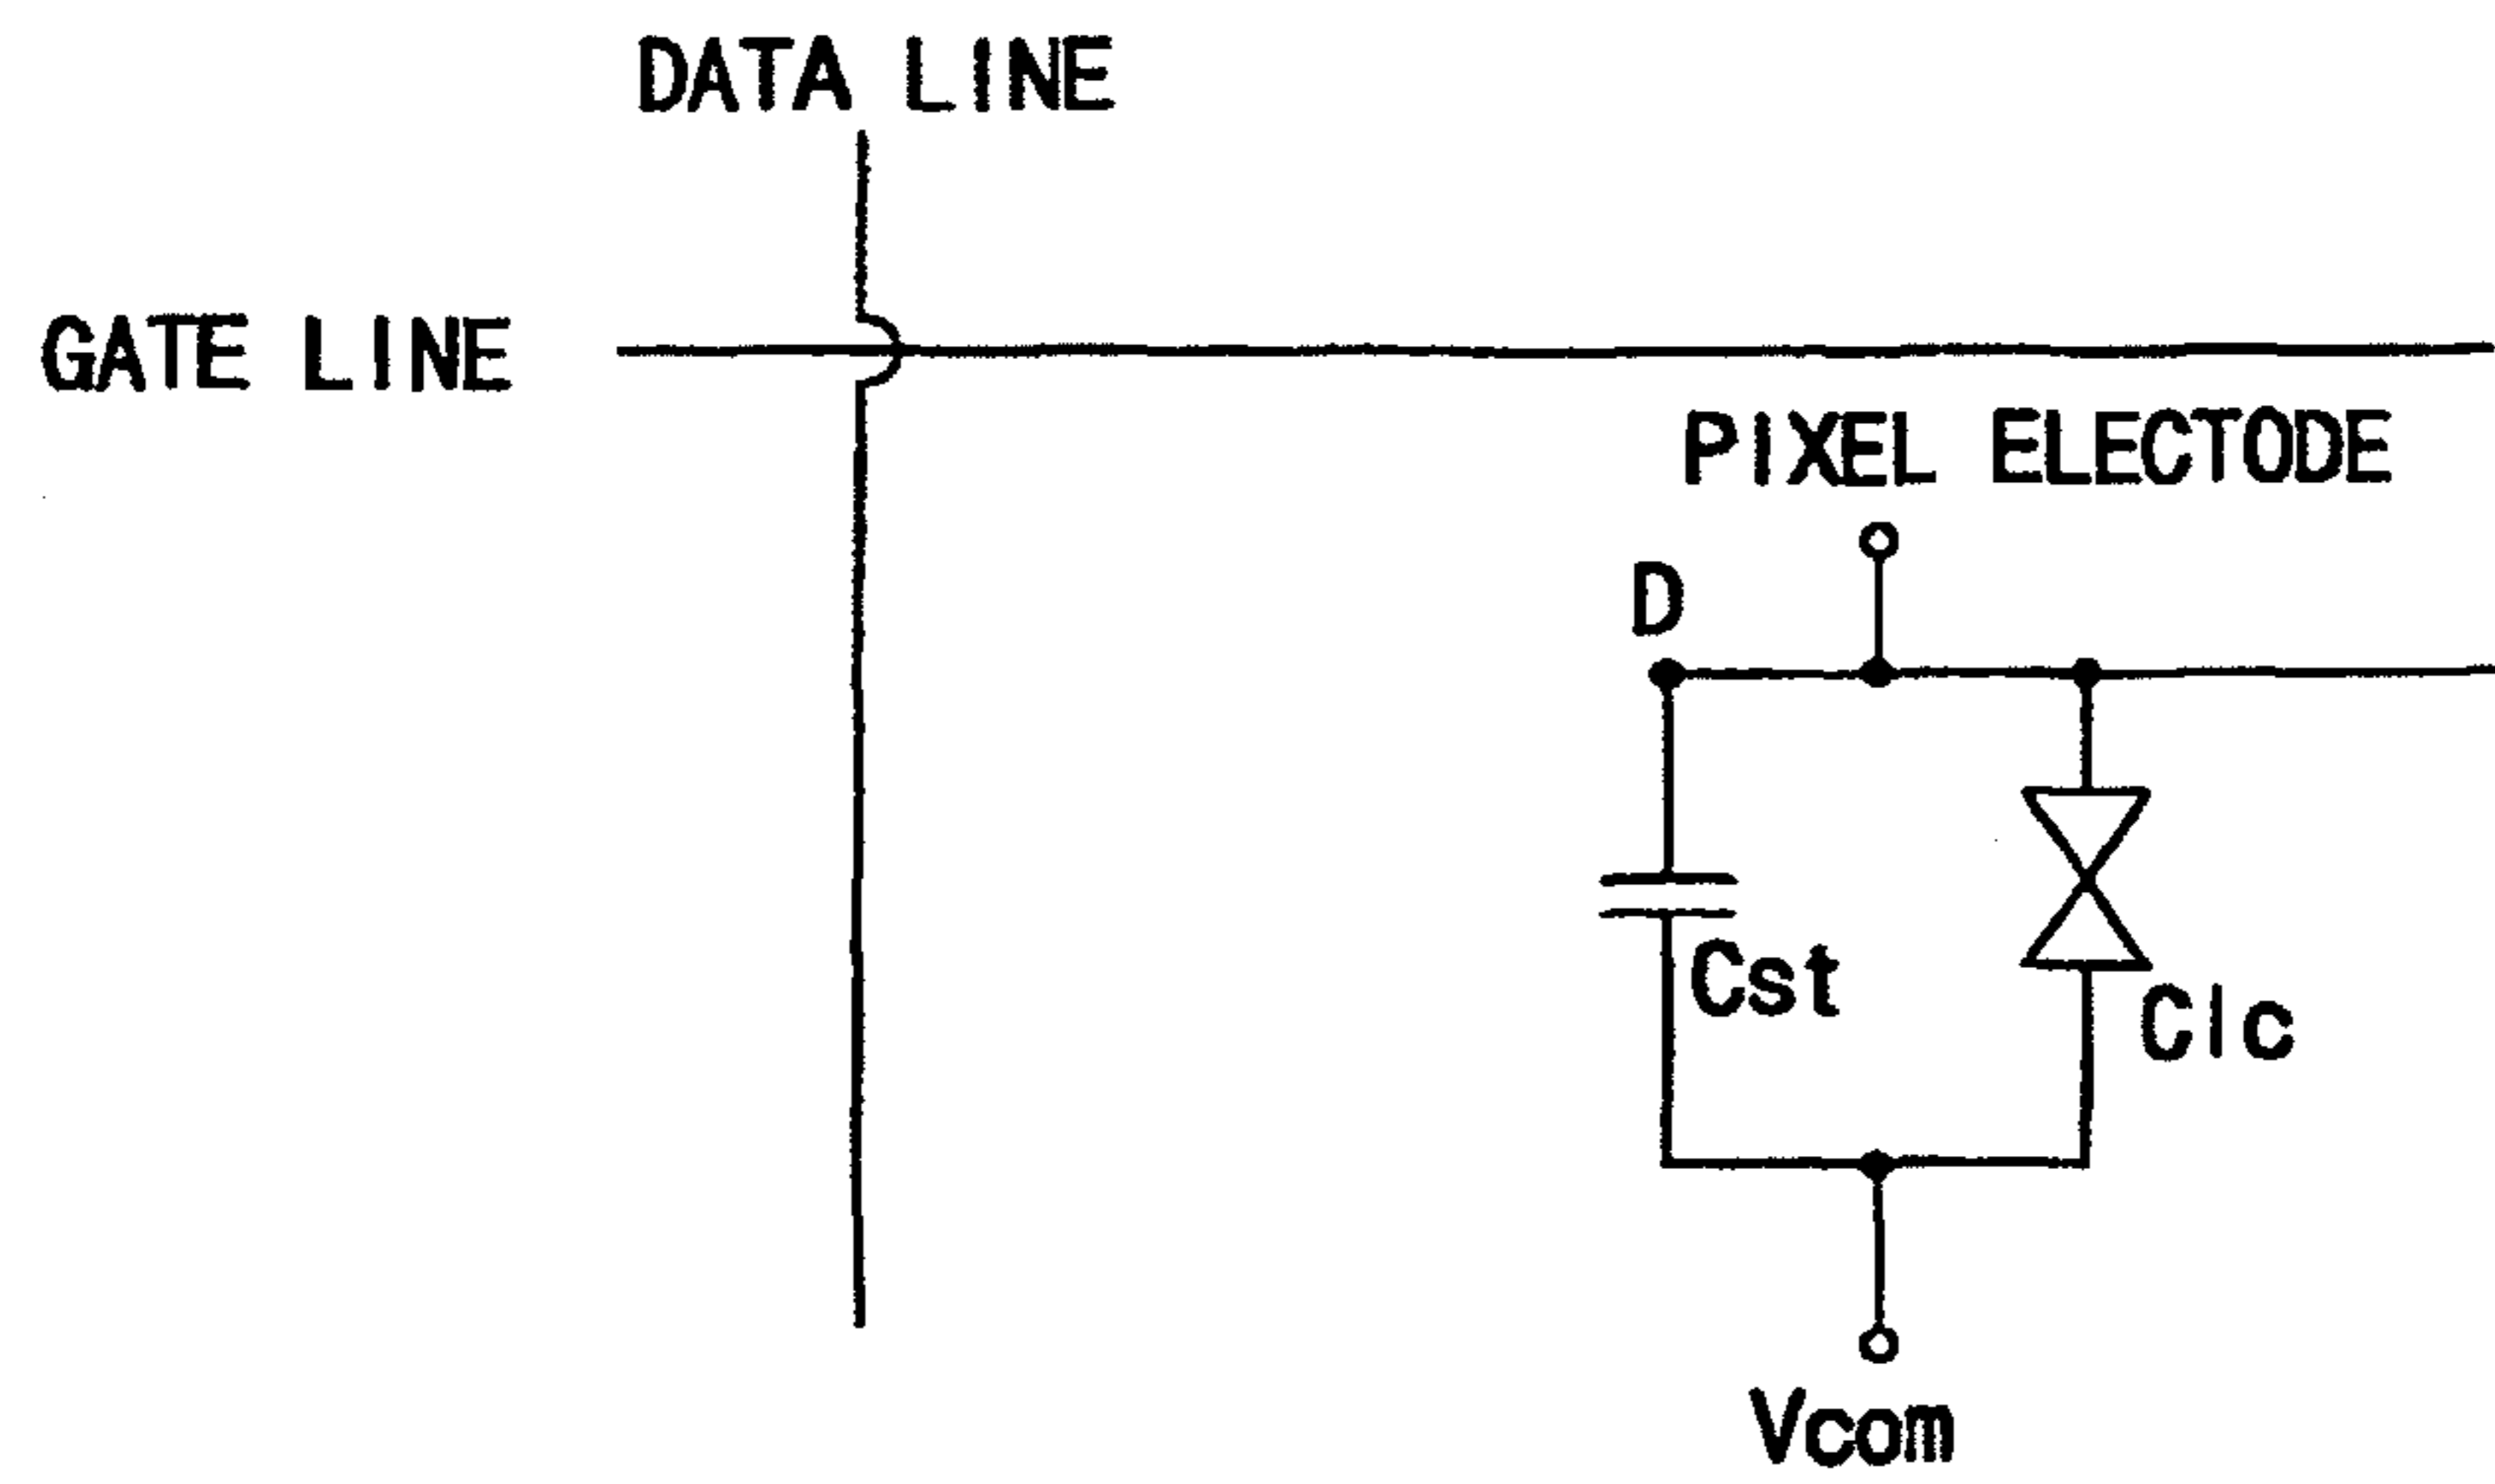 DATA LINE
GATE LINE
PIXEL ELECTODE
D
Cst
Clc
Vcom